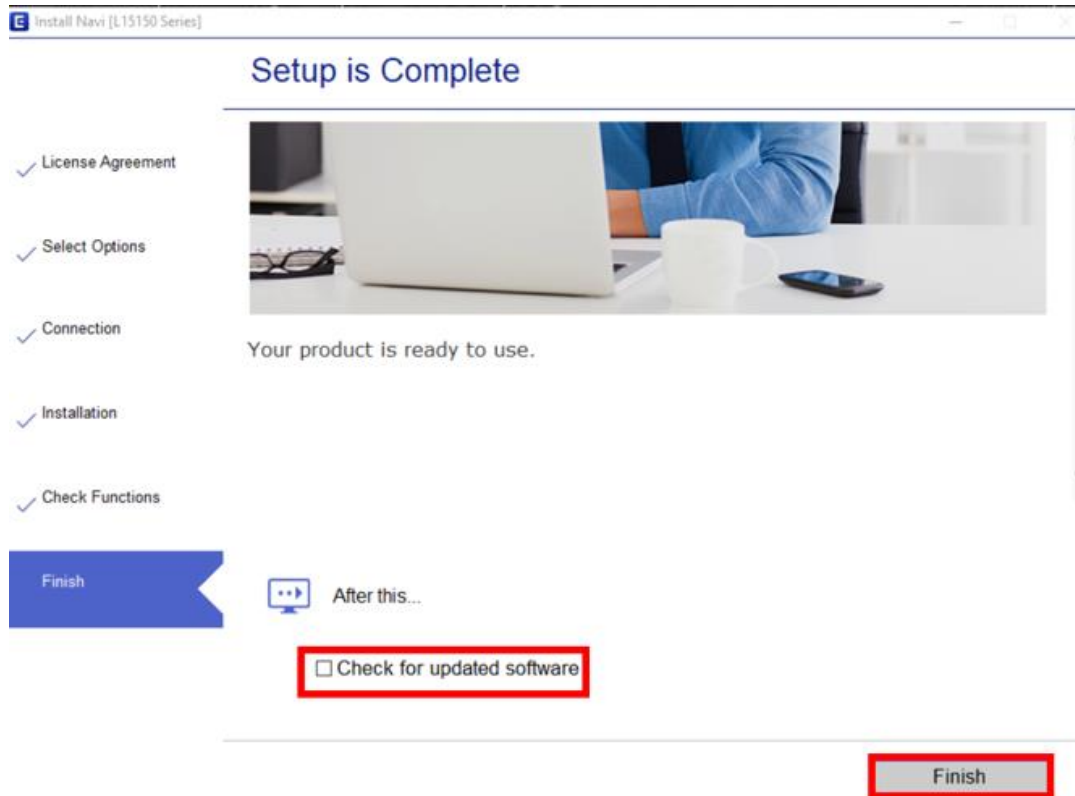 E Install Navi [L15150 Series]
Setup is Complete
License Agreement
Select Options
Connection
Installation
Check Functions
Finish
Your product is ready to use.
After this...
Check for updated software
Finish